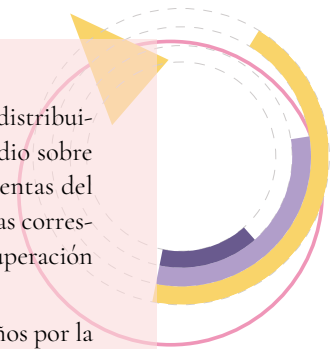 distribui-
dio sobre
entas del
as corres-
uperación
ños por la